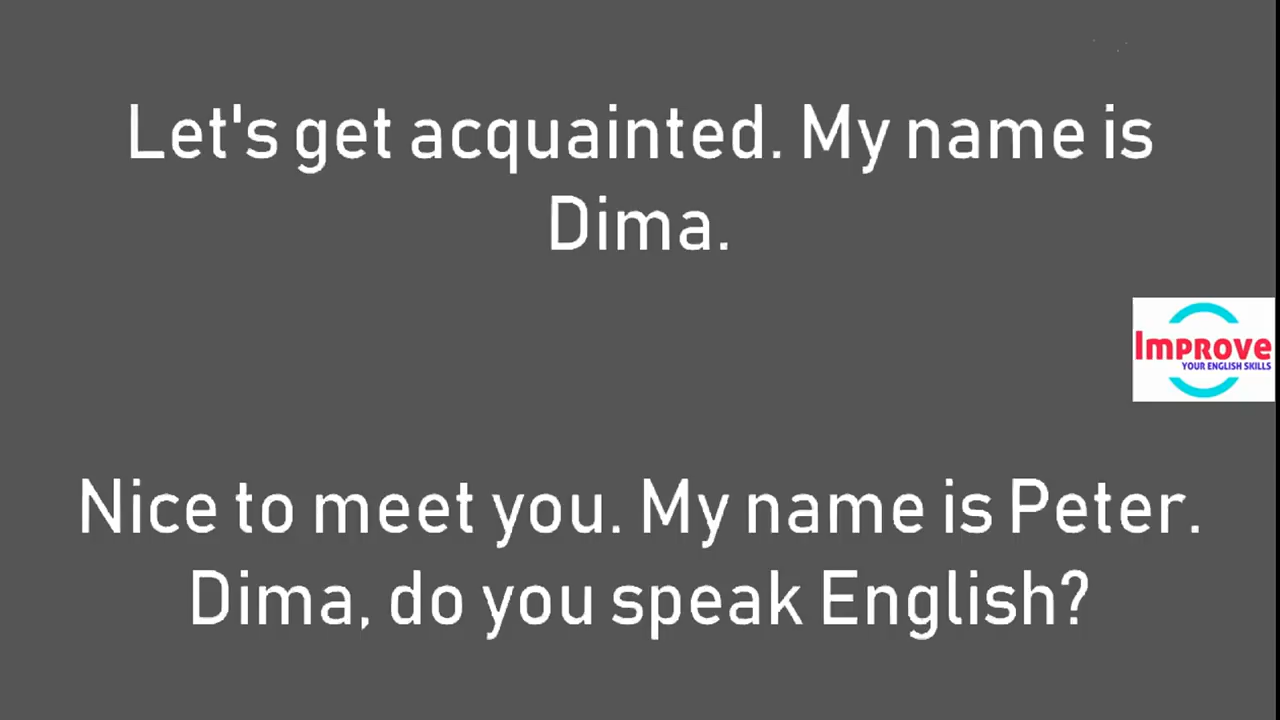 Let's get acquainted. My name is
Dima.
Improve
YOUR ENGLISH SKILLS
Nice to meet you. My name is Peter.
Dima, do you speak English?